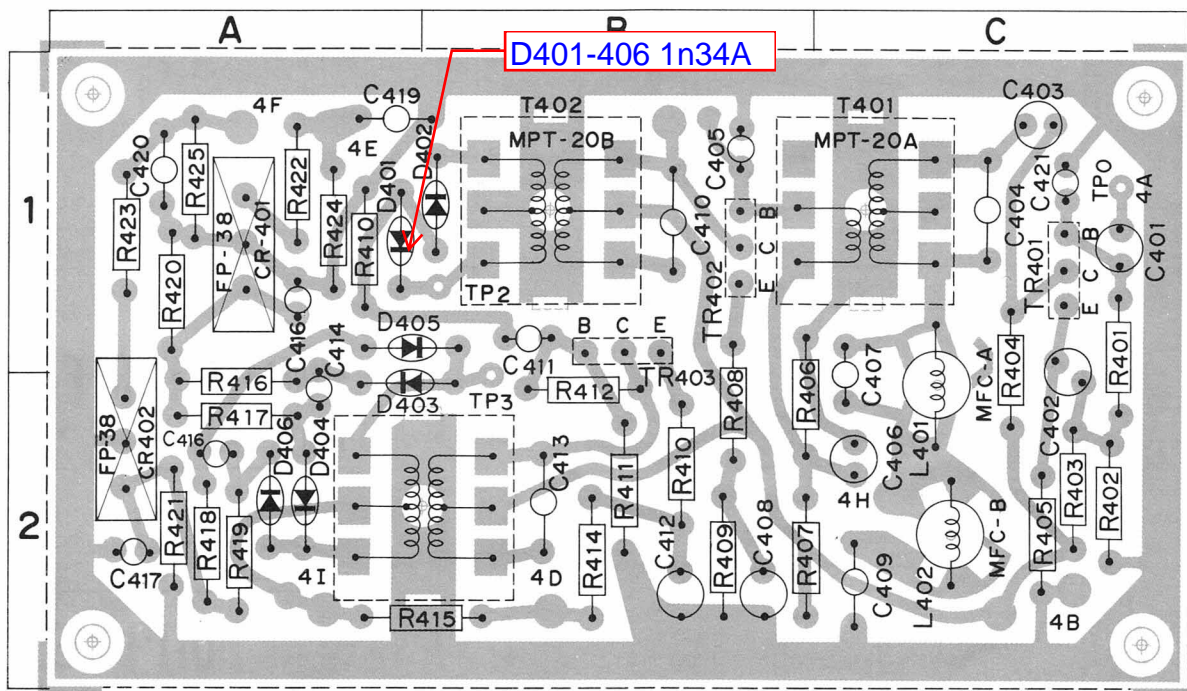 A
B
C
D401-406 1n34A
1
2
4F
C419
T402
T401
C403
4E
D402
MPT-20B
C405
MPT-20A
C420
R425
R422
D401
C421
TP0
4A
R423
FP-38
CR-401
R424
R410
C410
B
C
E
TR402
C404
TR401
B
C
E
C401
R420
TP2
C416
C414
D405
C411
B
C
E
TR403
R416
D403
TP3
R412
R408
R406
C407
MFC-A
R404
R401
R417
FP-38
CR402
C416
D406
D404
C413
R411
R410
C406
L401
C402
R403
R402
R421
R418
R419
4H
C417
4I
4D
R414
C412
R409
C408
R407
C409
L402
MFC-B
R405
R415
4B